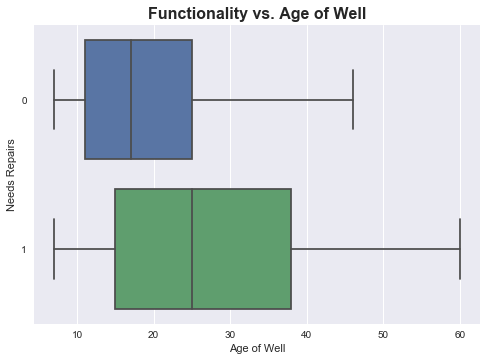 Functionality vs. Age of Well
Needs Repairs
0
1
10 20 30 40 50 60
Age of Well